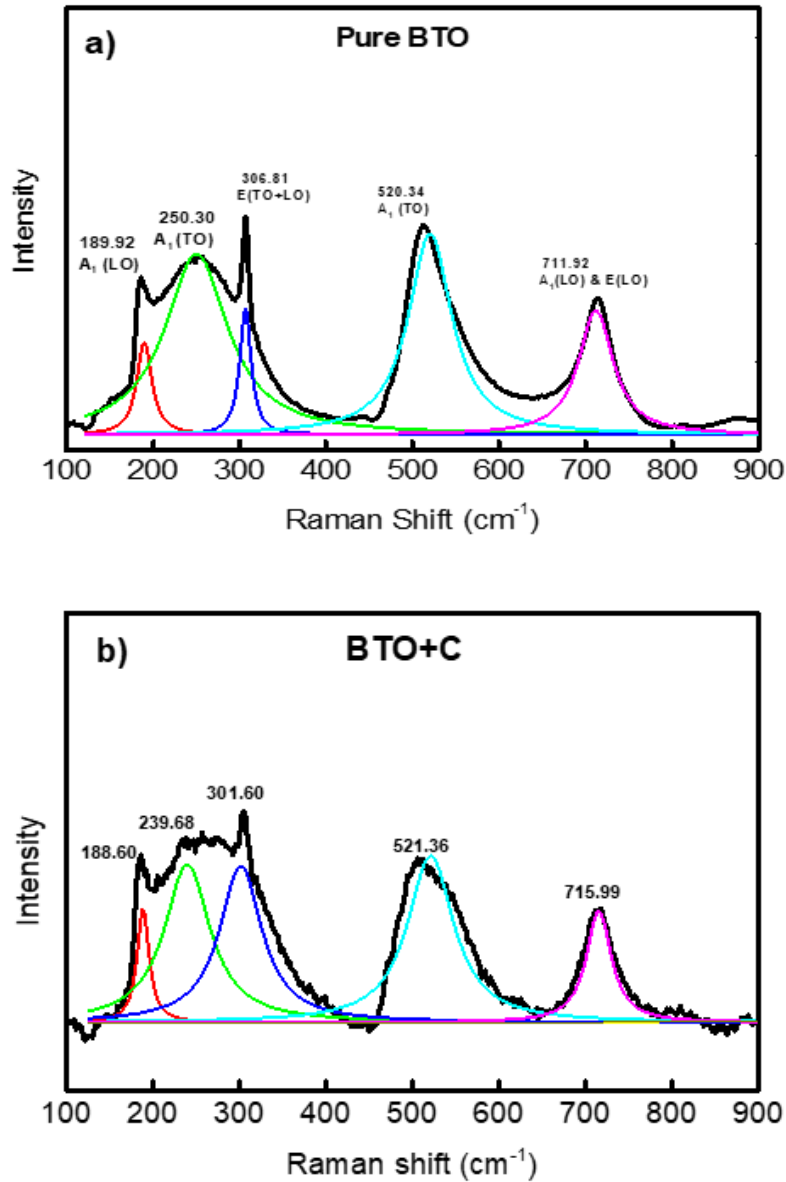 a)
Pure BTO
306.81
E(TO+LO)
520.34
A₁ (TO)
250.30
A₁ (TO)
189.92
A₁ (LO)
711.92
A₁(LO) & E(LO)
Intensity
100 200 300 400 500 600 700 800 900
Raman Shift (cm⁻¹)
b)
BTO+C
301.60
239.68
188.60
521.36
715.99
Intensity
100 200 300 400 500 600 700 800 900
Raman shift (cm⁻¹)